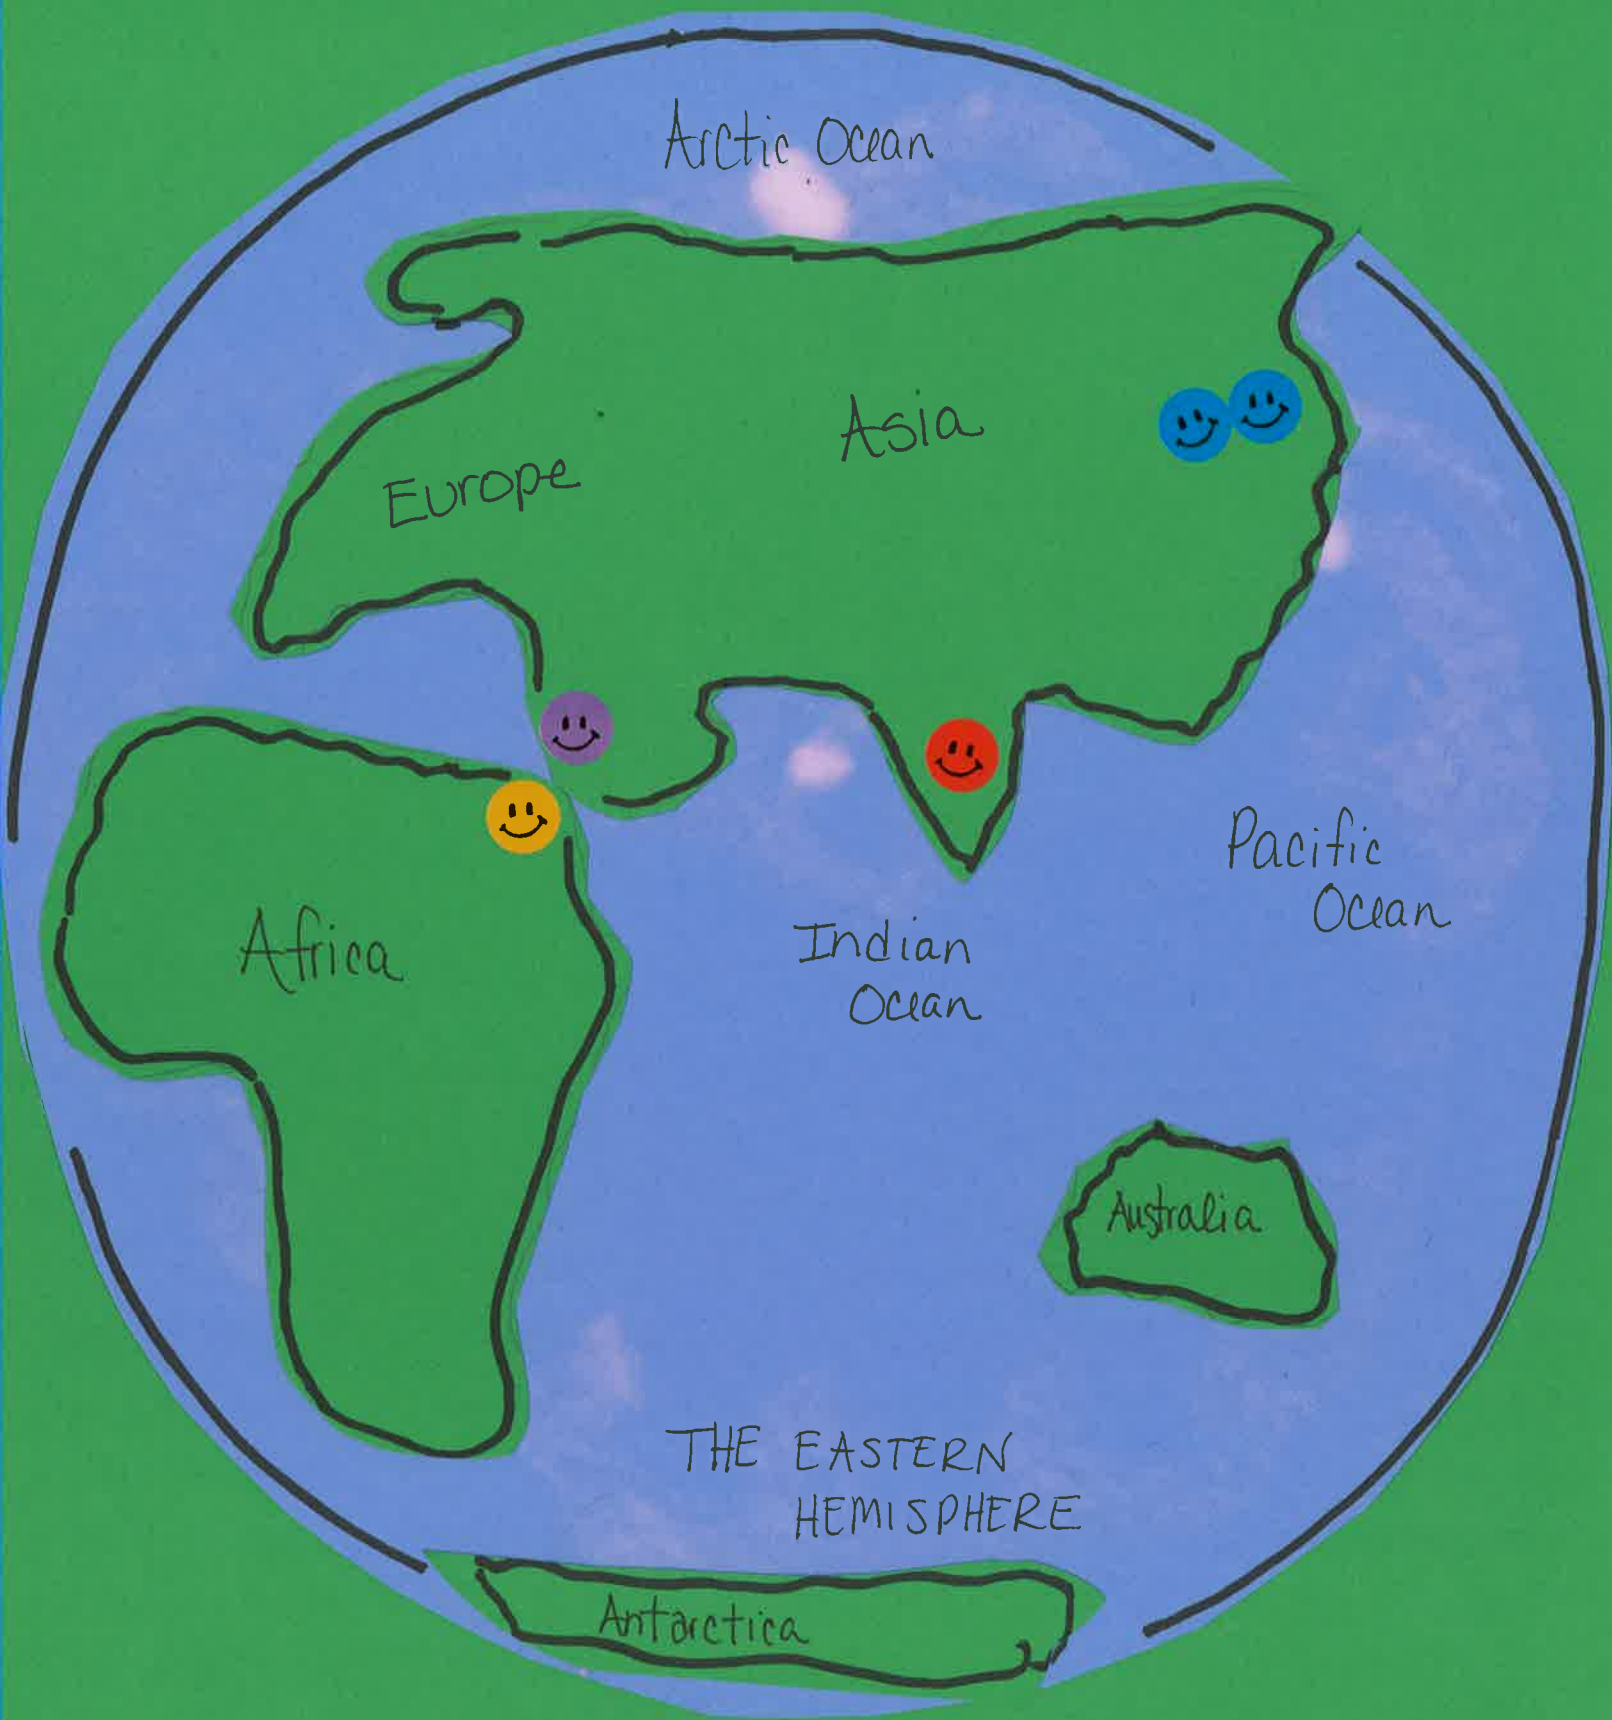 Arctic Ocean
Asia
Europe
Pacific
Ocean
Africa
Indian
Ocean
Australia
THE EASTERN
HEMISPHERE
Antarctica